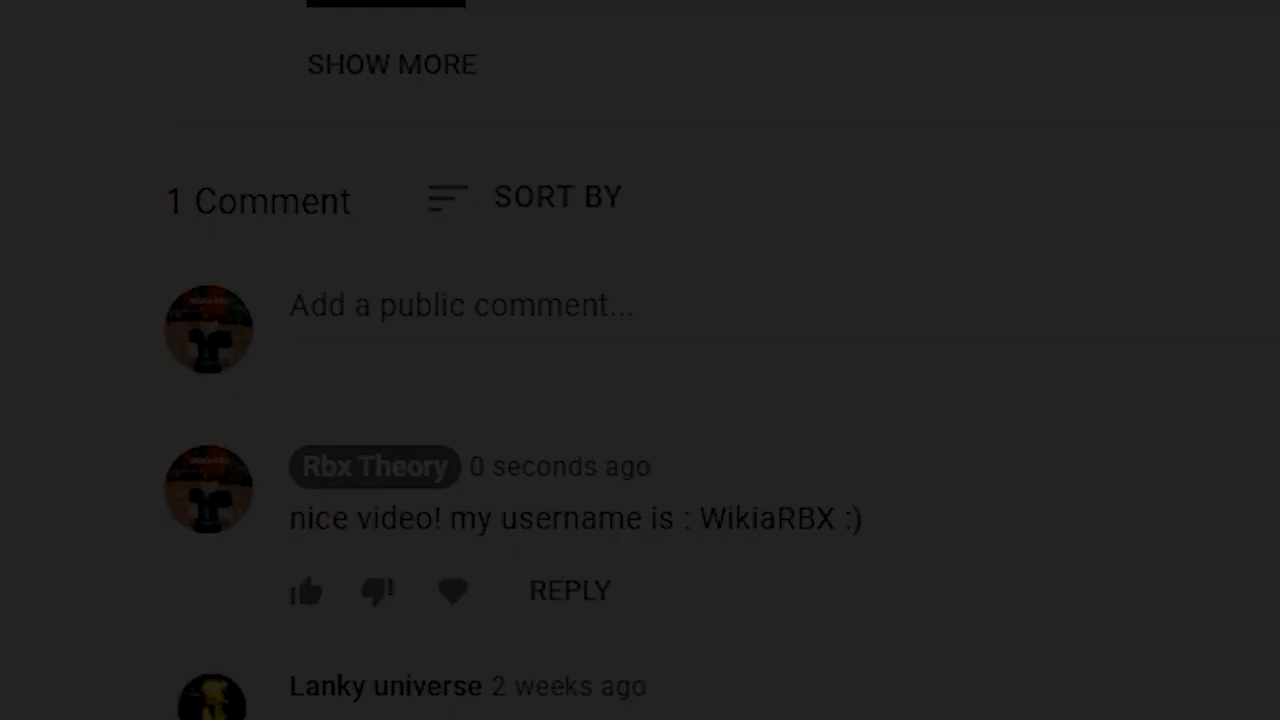 SHOW MORE
1 Comment SORT BY
Add a public comment...
Rbx Theory 0 seconds ago
nice video! my username is : WikiaRBX :)
REPLY
Lanky universe 2 weeks ago